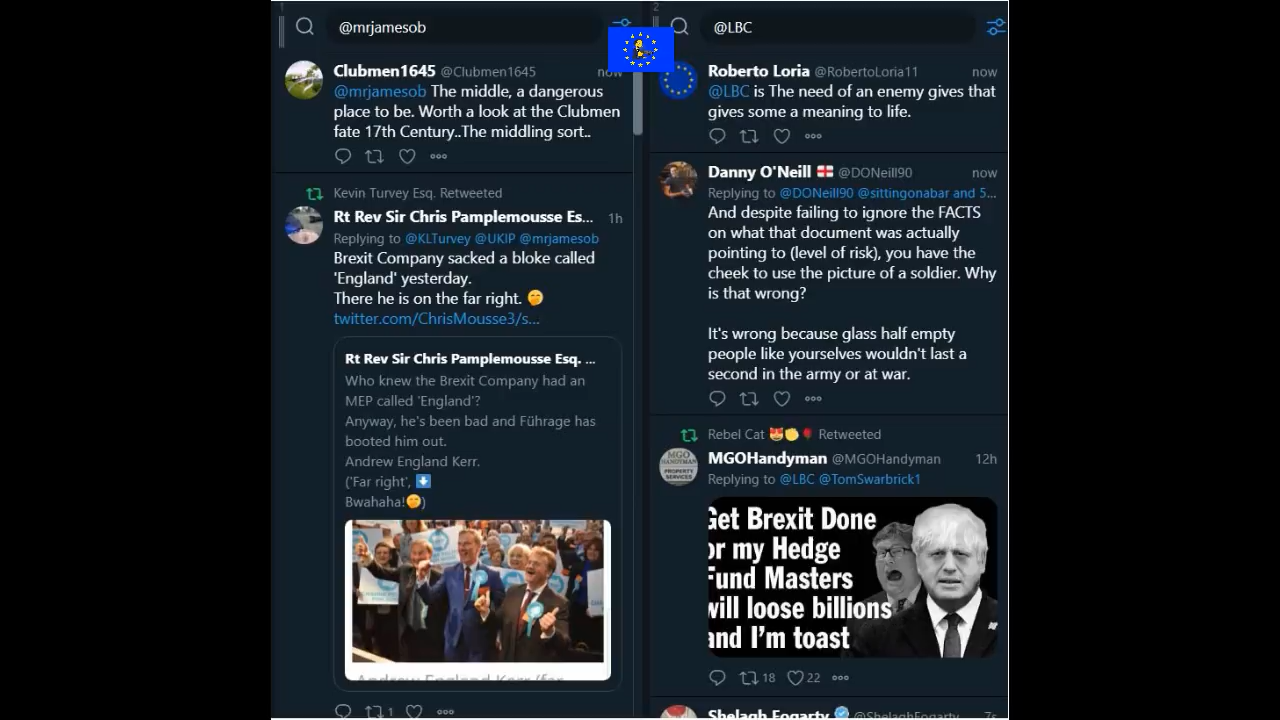 1
@mrjamesob
Clubmen1645 @Clubmen1645 now
@mrjamesob The middle, a dangerous
place to be. Worth a look at the Clubmen
fate 17th Century..The middling sort..
Kevin Turvey Esq. Retweeted
Rt Rev Sir Chris Pamplemousse Es... 1h
Replying to @KLTurvey @UKIP @mrjamesob
Brexit Company sacked a bloke called
'England' yesterday.
There he is on the far right. 🤭
twitter.com/ChrisMousse3/s...
Rt Rev Sir Chris Pamplemousse Esq. ...
Who knew the Brexit Company had an
MEP called 'England'?
Anyway, he's been bad and Führage has
booted him out.
Andrew England Kerr.
('Far right', ⬇
Bwahaha!🤭)
Andrew England Kerr (far
1
2
@LBC
Roberto Loria @RobertoLoria11 now
@LBC is The need of an enemy gives that
gives some a meaning to life.
Danny O'Neill @DONeill90 now
Replying to @DONeill90 @sittingonabar and 5...
And despite failing to ignore the FACTS
on what that document was actually
pointing to (level of risk), you have the
cheek to use the picture of a soldier. Why
is that wrong?
It's wrong because glass half empty
people like yourselves wouldn't last a
second in the army or at war.
Rebel Cat Retweeted
MGOHandyman @MGOHandyman 12h
MGO
HANDYMAN
PROPERTY
SERVICES
Replying to @LBC @TomSwarbrick1
Get Brexit Done
or my Hedge
Fund Masters
will loose billions
and I'm toast
18 22
Shelagh Fogarty @ShelaghFogarty 7s